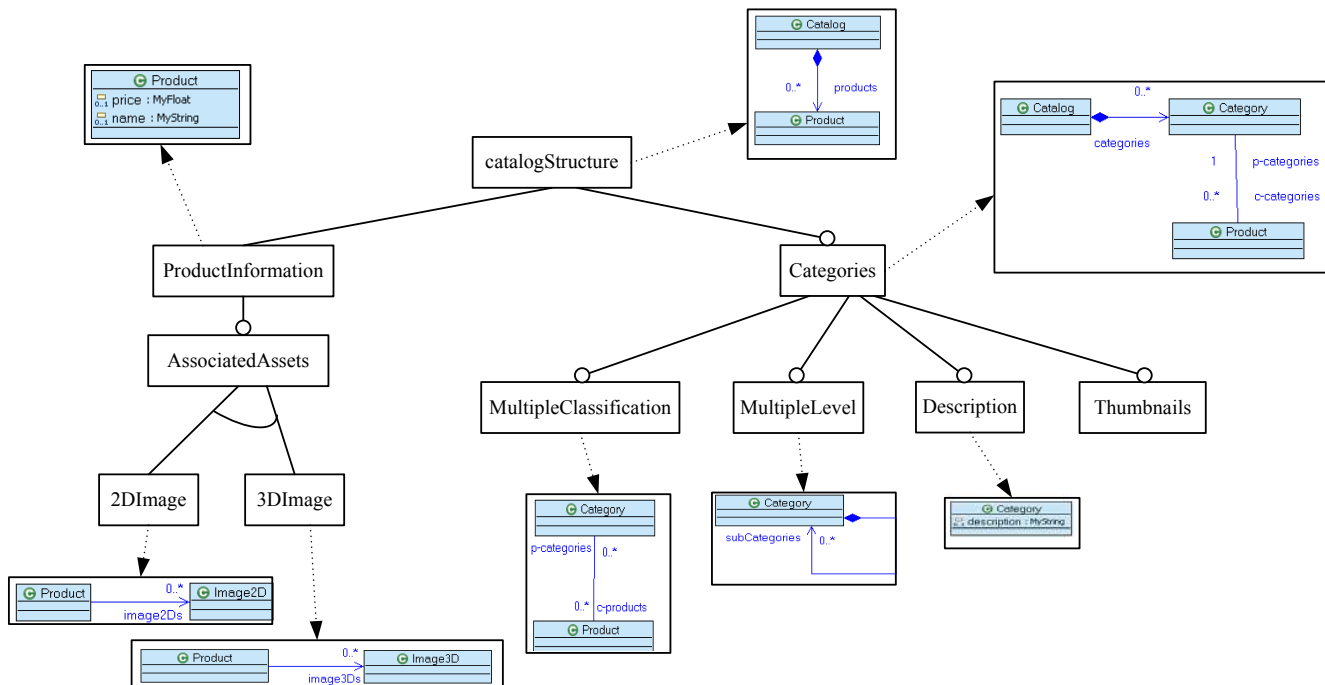 Catalog
0..*
products
Product
Product
0..1 price : MyFloat
0..1 name : MyString
0..*
Catalog
Category
categories
1
p-categories
0..*
c-categories
Product
catalogStructure
ProductInformation
Categories
AssociatedAssets
MultipleClassification
MultipleLevel
Description
Thumbnails
2DImage
3DImage
Category
p-categories
0..*
0..*
c-products
Product
Category
subCategories
0..*
Category
description : MyString
Product
0..*
Image2D
image2Ds
Product
0..*
Image3D
image3Ds